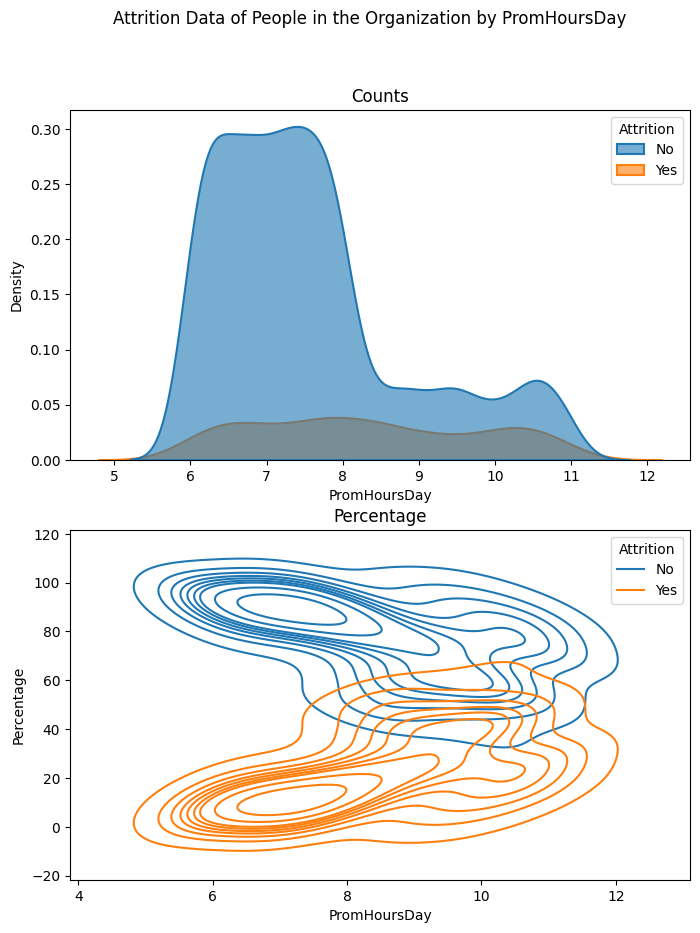 Attrition Data of People in the Organization by PromHoursDay
Counts
Attrition
No
Yes
Density
0.30
0.25
0.20
0.15
0.10
0.05
0.00
5 6 7 8 9 10 11 12
PromHoursDay
Percentage
Attrition
No
Yes
Percentage
120
100
80
60
40
20
0
−20
4 6 8 10 12
PromHoursDay